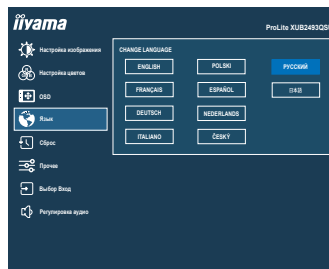 iiyama
ProLite XUB2493QSU
Настройка изображения
CHANGE LANGUAGE
Настройка цветов
ENGLISH
POLSKI
РУССКИЙ
OSD
FRANÇAIS
ESPAÑOL
日本語
Язык
DEUTSCH
NEDERLANDS
Сброс
ITALIANO
ČESKÝ
Прочее
Выбор Вход
Регулировка аудио